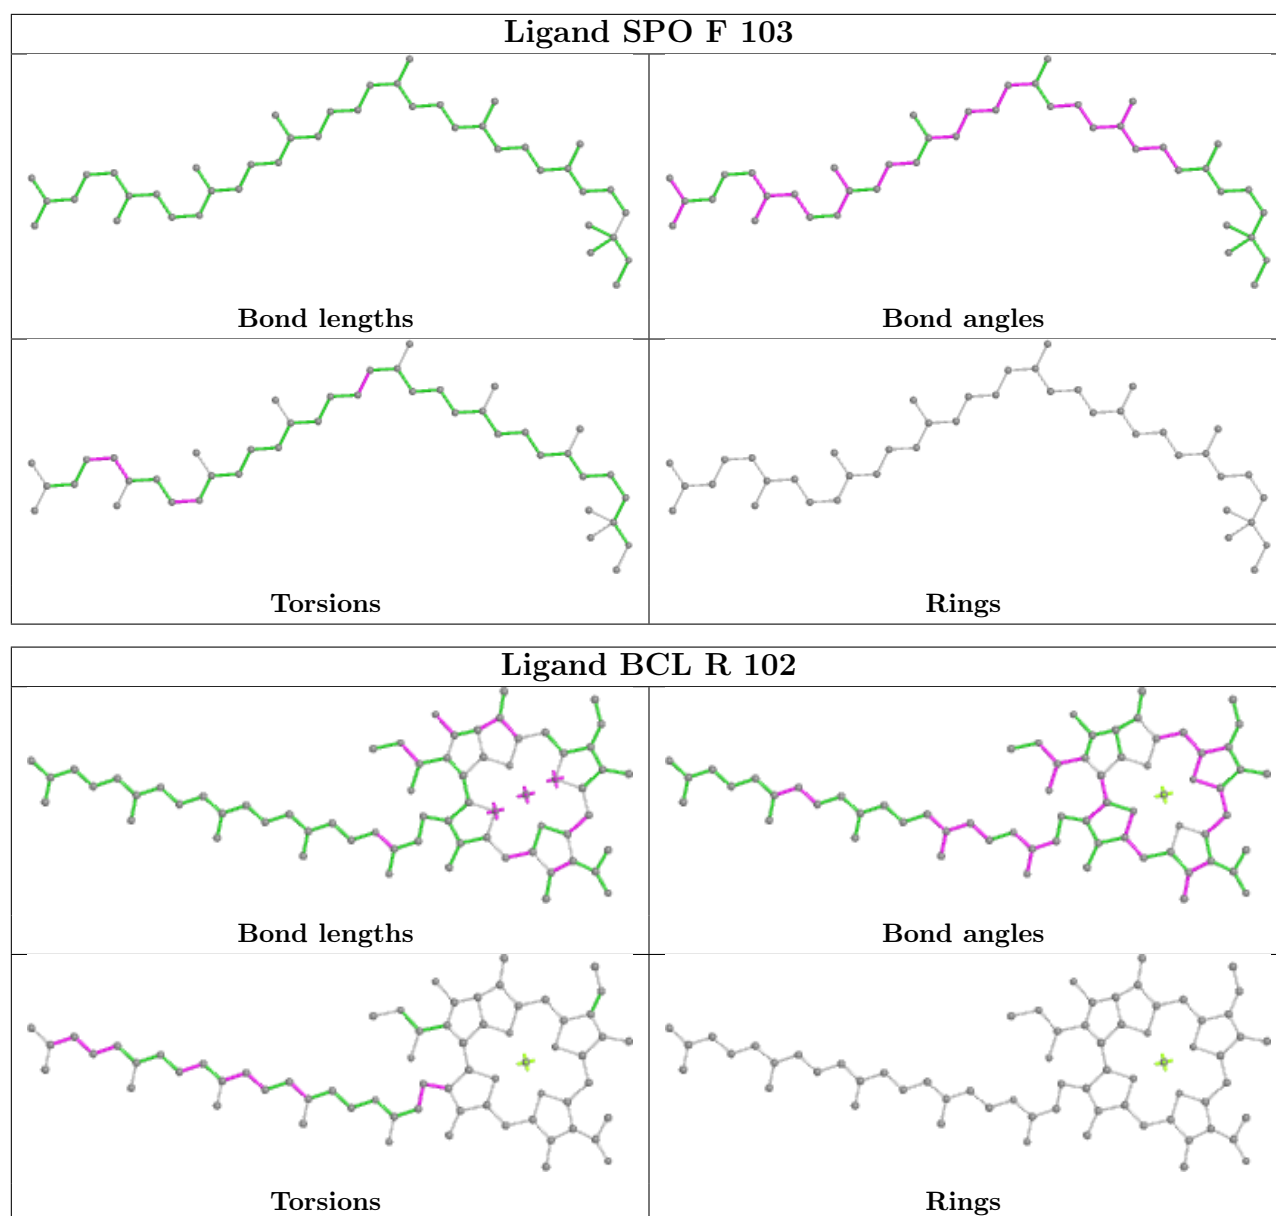 Ligand SPO F 103
Bond lengths
Bond angles
Torsions
Rings
Ligand BCL R 102
Bond lengths
Bond angles
Torsions
Rings